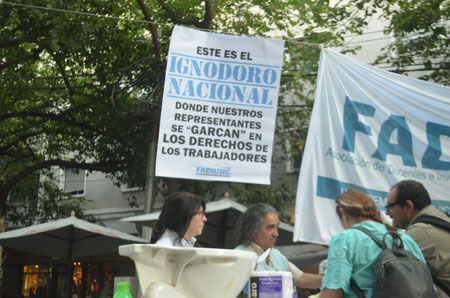 ESTE ES EL
IGNODORO
NACIONAL
DONDE NUESTROS
REPRESENTANTES
SE "GARCAN" EN
LOS DERECHOS DE
LOS TRABAJADORES
FADIUNC
FAD
Asociación de Docentes e Inve